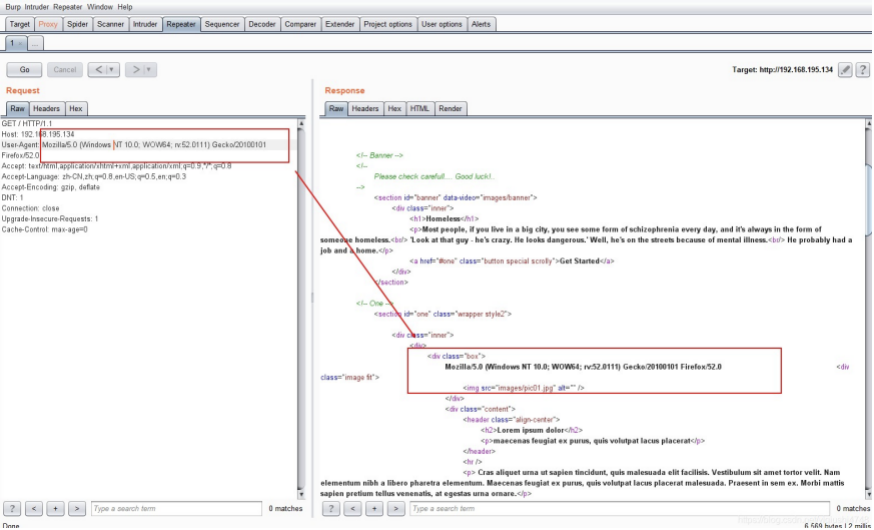 Burp Intruder Repeater Window Help
Target Proxy Spider Scanner Intruder Repeater Sequencer Decoder Comparer Extender Project options User options Alerts
1 × ...
Go Cancel < | ▾ > | ▾ Target: http://192.168.195.134 ?
Request
Raw Headers Hex
GET / HTTP/1.1
Host: 192.168.195.134
User-Agent: Mozilla/5.0 (Windows NT 10.0; WOW64; rv:52.0111) Gecko/20100101
Firefox/52.0
Accept: text/html,application/xhtml+xml,application/xml;q=0.9,*/*;q=0.8
Accept-Language: zh-CN,zh;q=0.8,en-US;q=0.5,en;q=0.3
Accept-Encoding: gzip, deflate
DNT: 1
Connection: close
Upgrade-Insecure-Requests: 1
Cache-Control: max-age=0
? < + > Type a search term 0 matches
Response
Raw Headers Hex HTML Render
<!-- Banner -->
<!--
Please check carefull.... Good luck!..
-->
<section id="banner" data-video="images/banner">
<div class="inner">
<h1>Homeless</h1>
<p>Most people, if you live in a big city, you see some form of schizophrenia every day, and it's always in the form of
someone homeless.<br/> 'Look at that guy - he's crazy. He looks dangerous.' Well, he's on the streets because of mental illness.<br/> He probably had a
job and a home.</p>
<a href="#one" class="button special scrolly">Get Started</a>
</div>
</section>
<!-- One -->
<section id="one" class="wrapper style2">
<div class="inner">
<div>
<div class="box">
Mozilla/5.0 (Windows NT 10.0; WOW64; rv:52.0111) Gecko/20100101 Firefox/52.0 <div
class="image fit">
<img src="images/pic01.jpg" alt="" />
</div>
<div class="content">
<header class="align-center">
<h2>Lorem ipsum dolor</h2>
<p>maecenas feugiat ex purus, quis volutpat lacus placerat</p>
</header>
<hr />
<p> Cras aliquet urna ut sapien tincidunt, quis malesuada elit facilisis. Vestibulum sit amet tortor velit. Nam
elementum nibh a libero pharetra elementum. Maecenas feugiat ex purus, quis volutpat lacus placerat malesuada. Praesent in sem ex. Morbi mattis
sapien pretium tellus venenatis, at egestas urna ornare.</p>
? < + > Type a search term 0 matches
Done
6,569 bytes | 2 millis